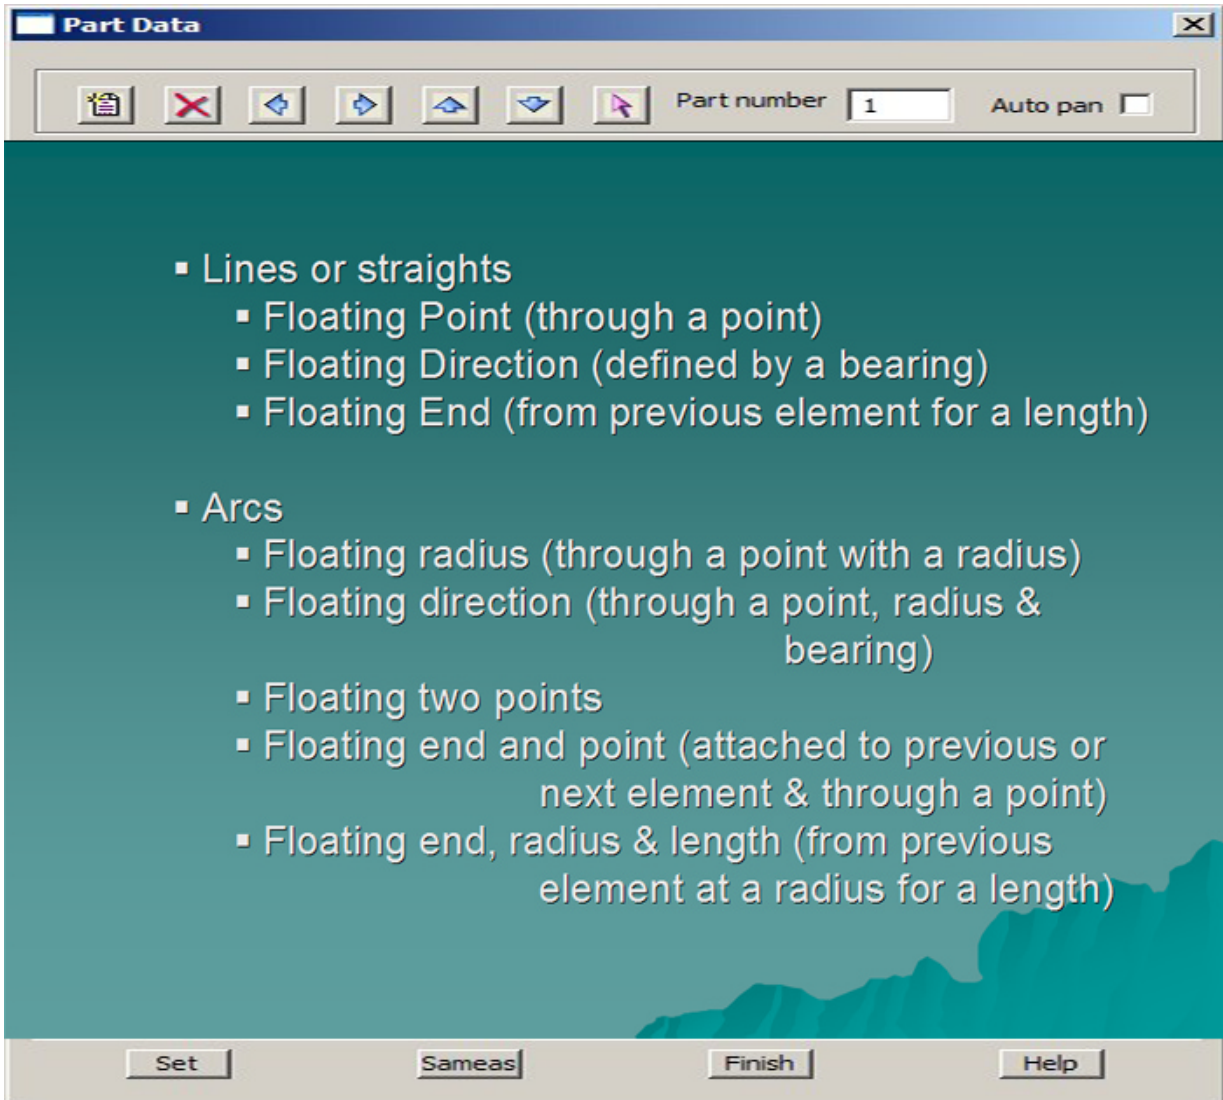 Part Data
Part number 1 Auto pan
▪ Lines or straights
▪ Floating Point (through a point)
▪ Floating Direction (defined by a bearing)
▪ Floating End (from previous element for a length)
▪ Arcs
▪ Floating radius (through a point with a radius)
▪ Floating direction (through a point, radius &
bearing)
▪ Floating two points
▪ Floating end and point (attached to previous or
next element & through a point)
▪ Floating end, radius & length (from previous
element at a radius for a length)
Set Sameas Finish Help